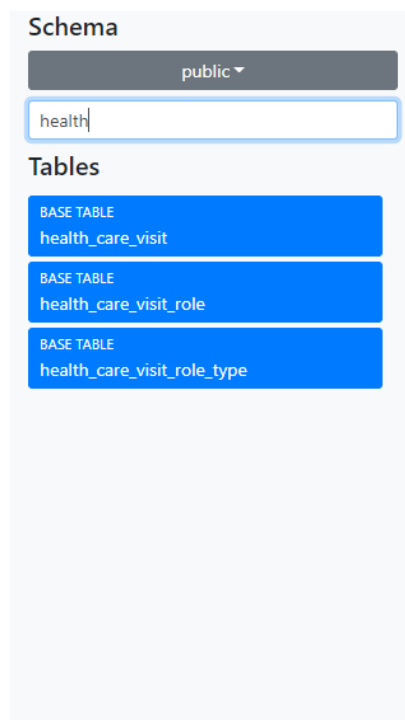 Schema
public
health
Tables
BASE TABLE
health_care_visit
BASE TABLE
health_care_visit_role
BASE TABLE
health_care_visit_role_type